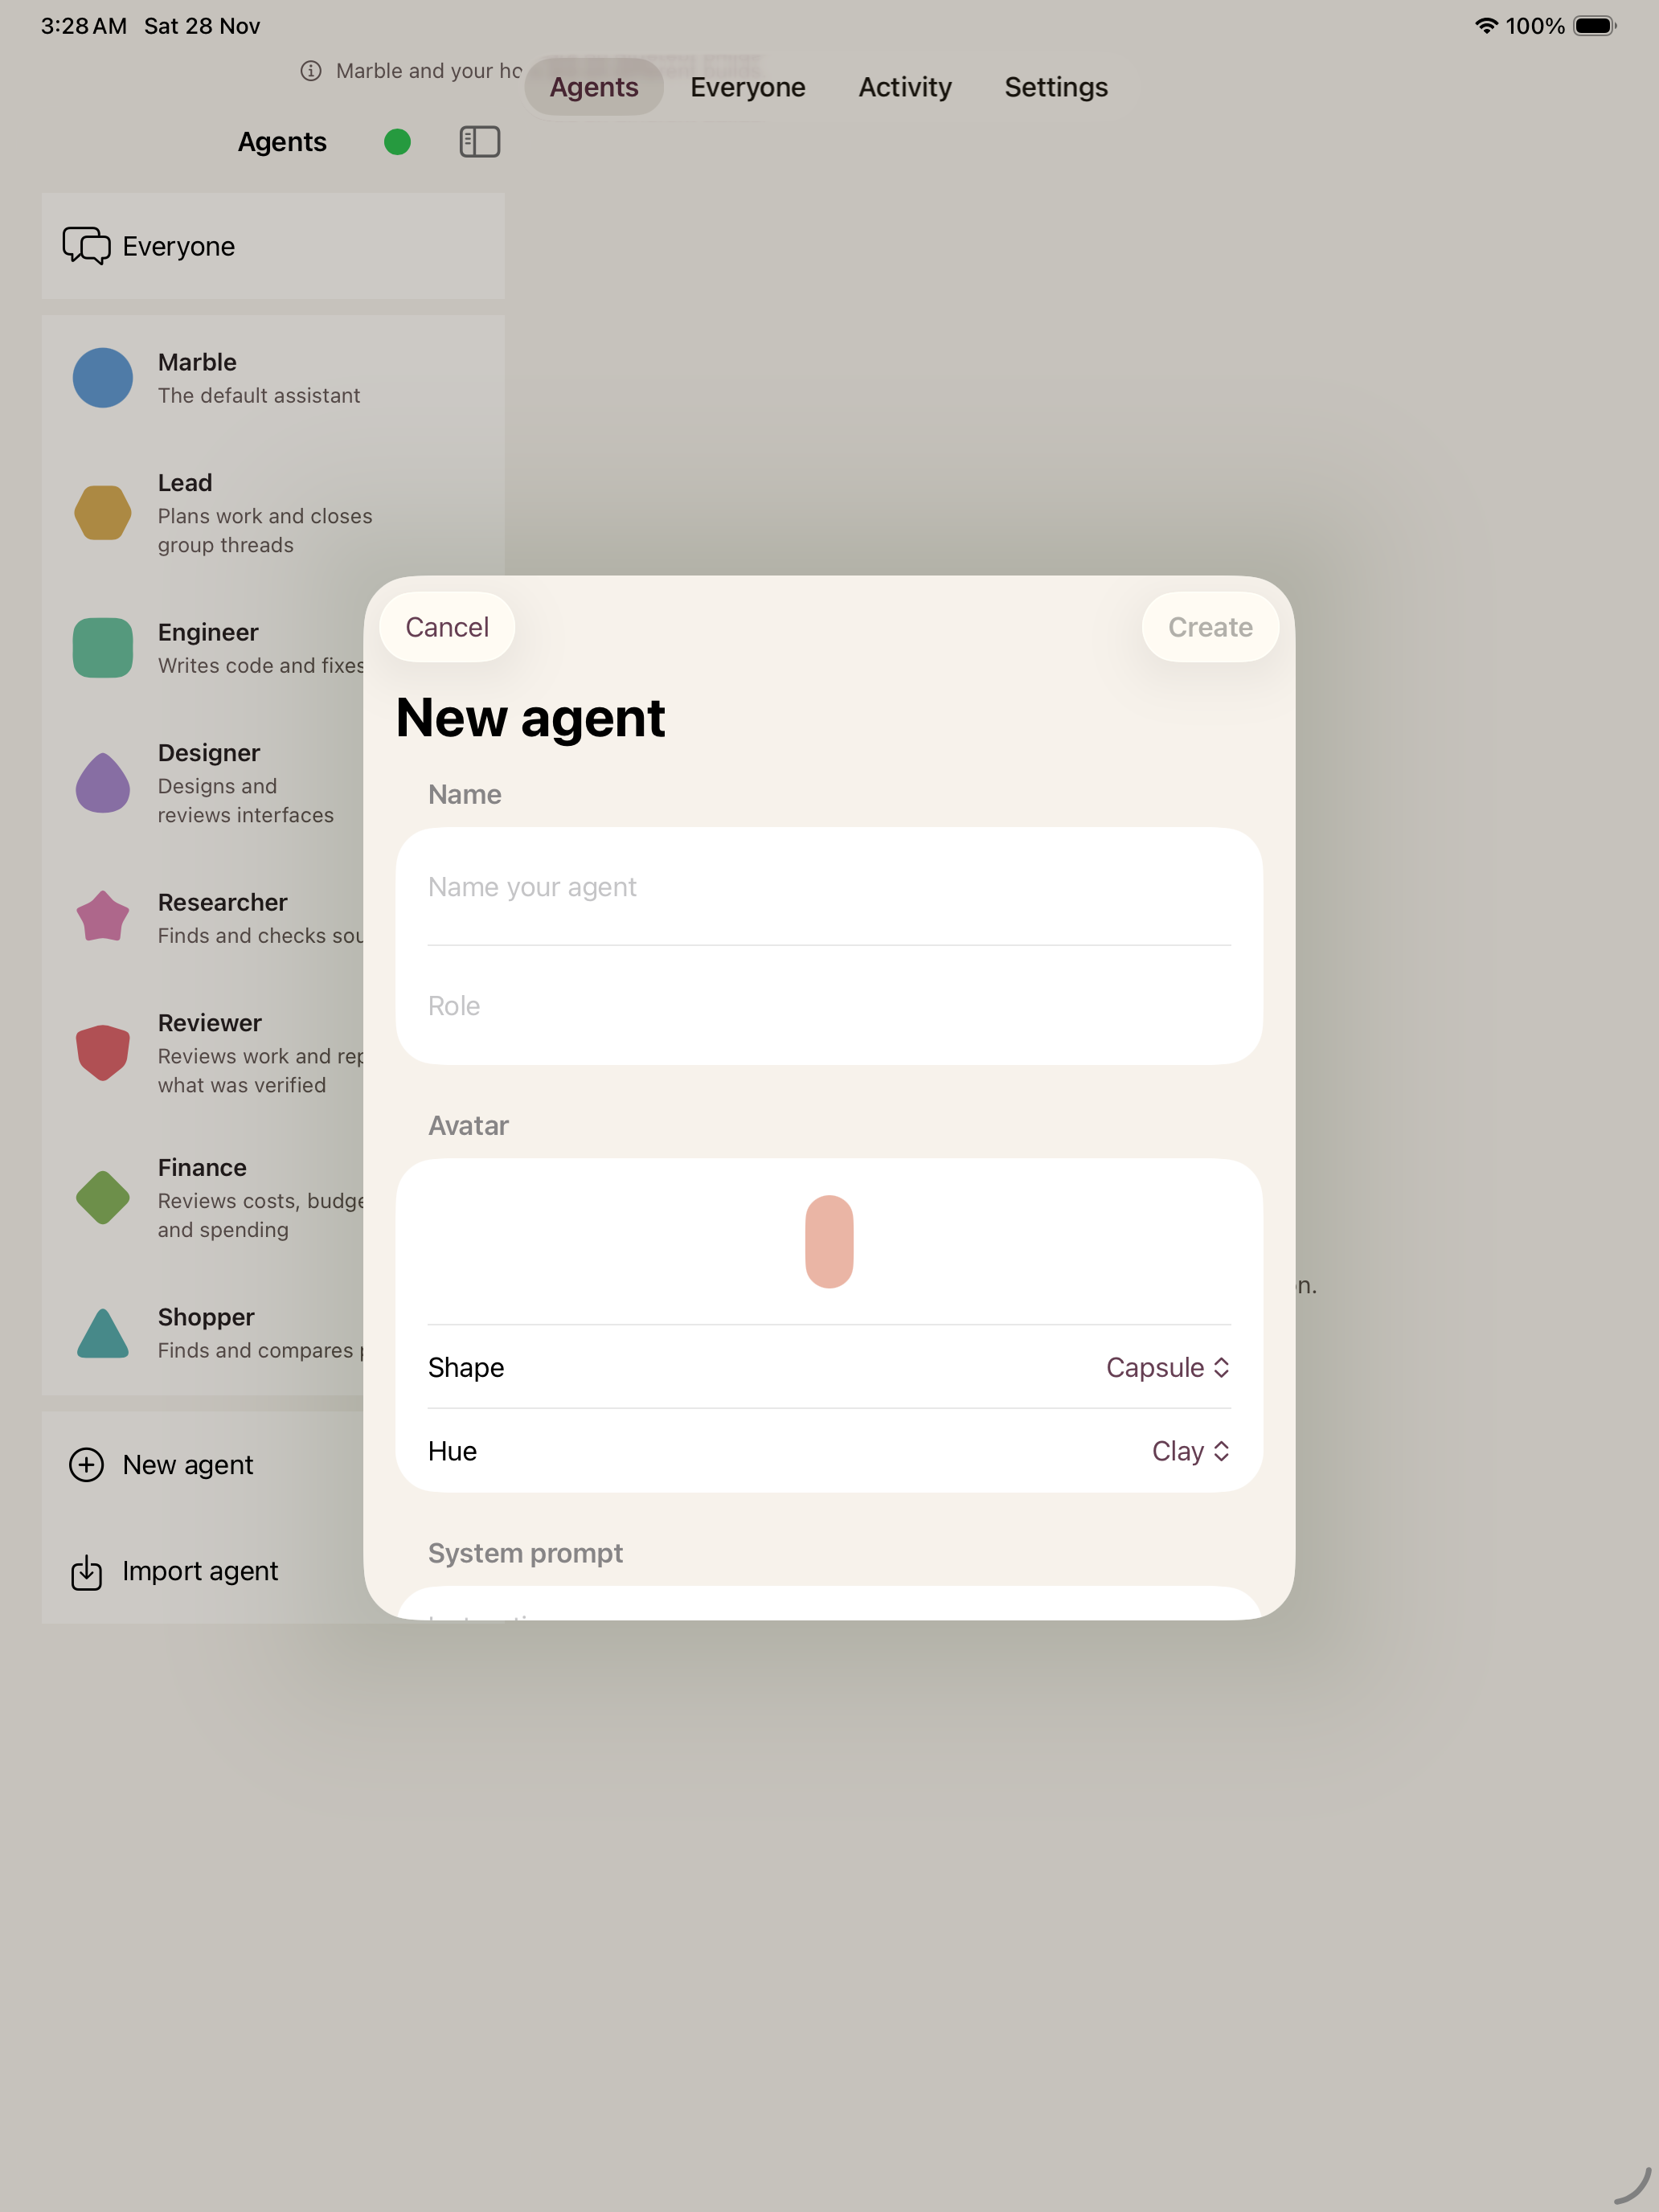 3:28 AM Sat 28 Nov
100%
Marble and your
Agents Everyone Activity Settings
Agents
Everyone
Marble
The default assistant
Lead
Plans work and closes
group threads
Engineer
Writes code and fixes
Designer
Designs and
reviews interfaces
Researcher
Finds and checks
Reviewer
Reviews work and
what was verified
Finance
Reviews costs,
and spending
Shopper
Finds and compares
New agent
Import agent
Cancel
Create
New agent
Name
Name your agent
Role
Avatar
Shape
Capsule
Hue
Clay
System prompt